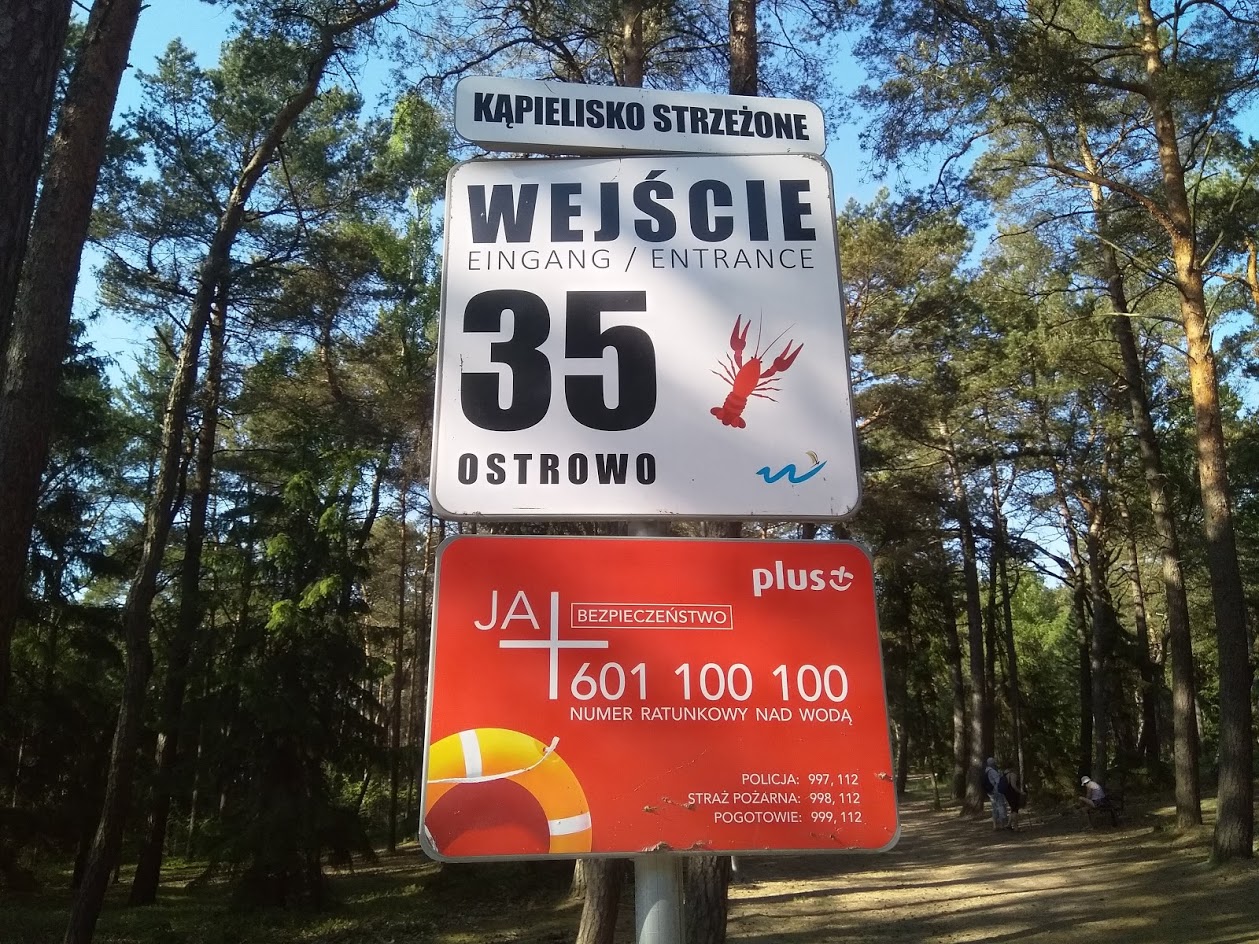 KĄPIELISKO STRZEŻONE
WEJŚCIE
EINGANG / ENTRANCE
35
OSTROWO
plus
JA+ BEZPIECZEŃSTWO
601 100 100
NUMER RATUNKOWY NAD WODĄ
POLICJA: 997, 112
STRAŻ POŻARNA: 998, 112
POGOTOWIE: 999, 112